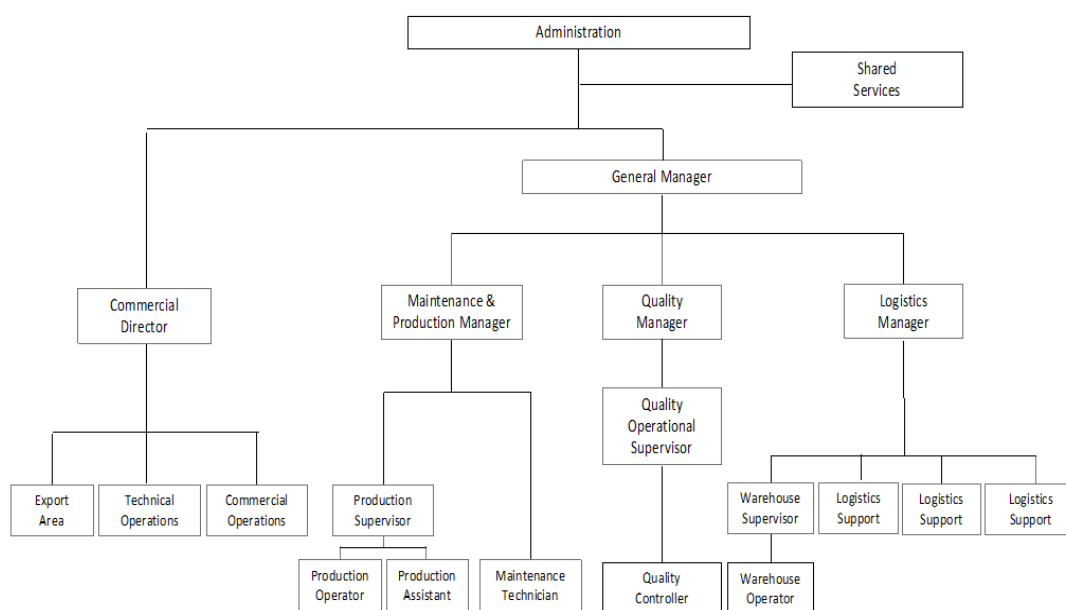 Administration
Shared
Services
General Manager
Commercial
Director
Maintenance &
Production Manager
Quality
Manager
Logistics
Manager
Quality
Operational
Supervisor
Export
Area
Technical
Operations
Commercial
Operations
Production
Supervisor
Warehouse
Supervisor
Logistics
Support
Logistics
Support
Logistics
Support
Production
Operator
Production
Assistant
Maintenance
Technician
Quality
Controller
Warehouse
Operator